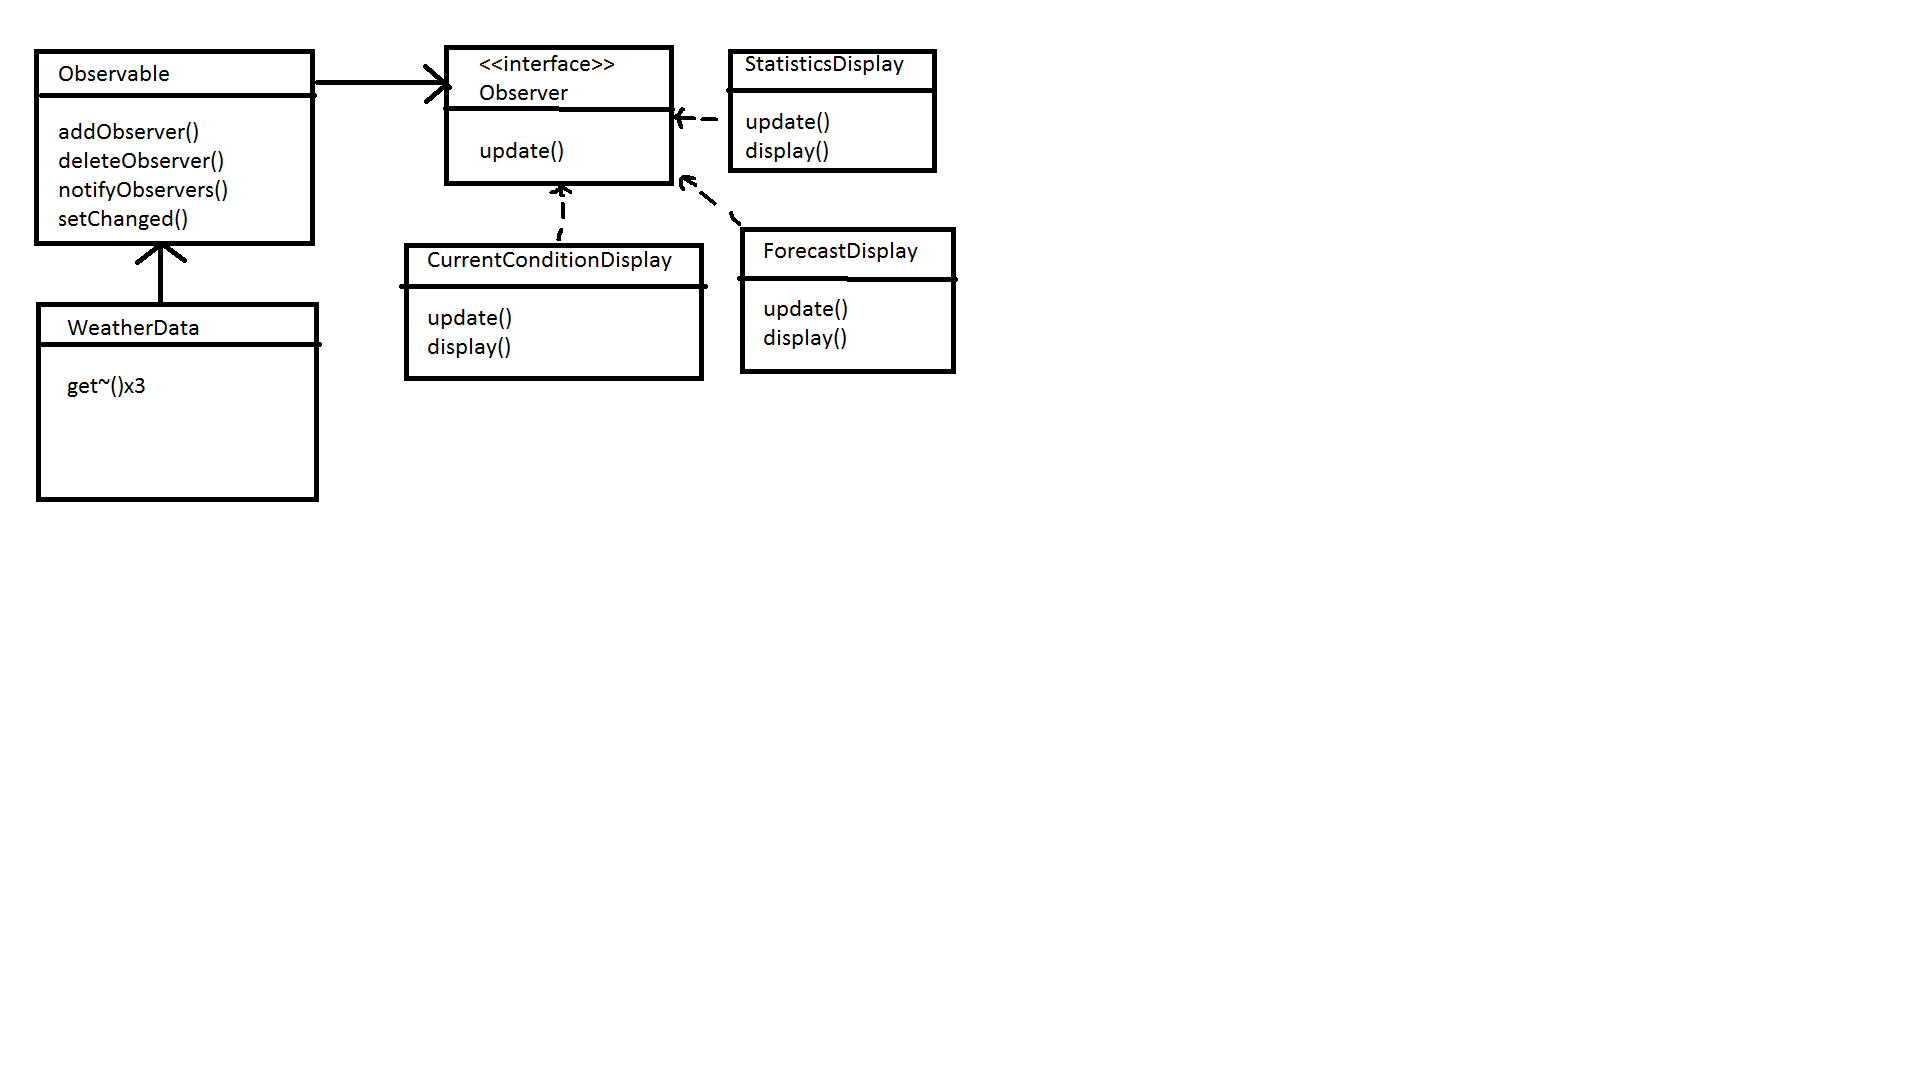 Observable
addObserver()
deleteObserver()
notifyObservers()
setChanged()
<<interface>>
Observer
update()
StatisticsDisplay
update()
display()
CurrentConditionDisplay
update()
display()
ForecastDisplay
update()
display()
WeatherData
get~()x3